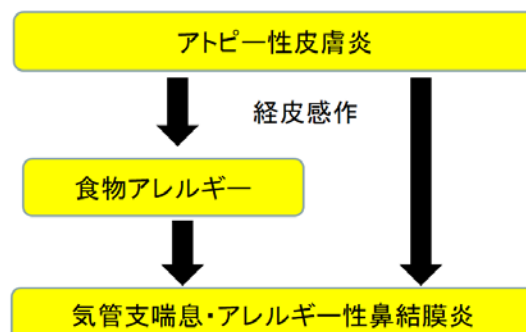 アトピー性皮膚炎
経皮感作
食物アレルギー
気管支喘息・アレルギー性鼻結膜炎